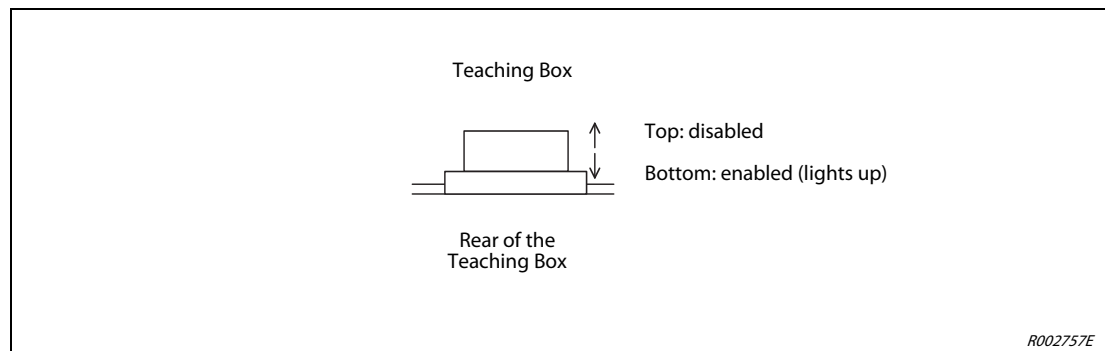 Teaching Box
Top: disabled
Bottom: enabled (lights up)
Rear of the
Teaching Box
R002757E